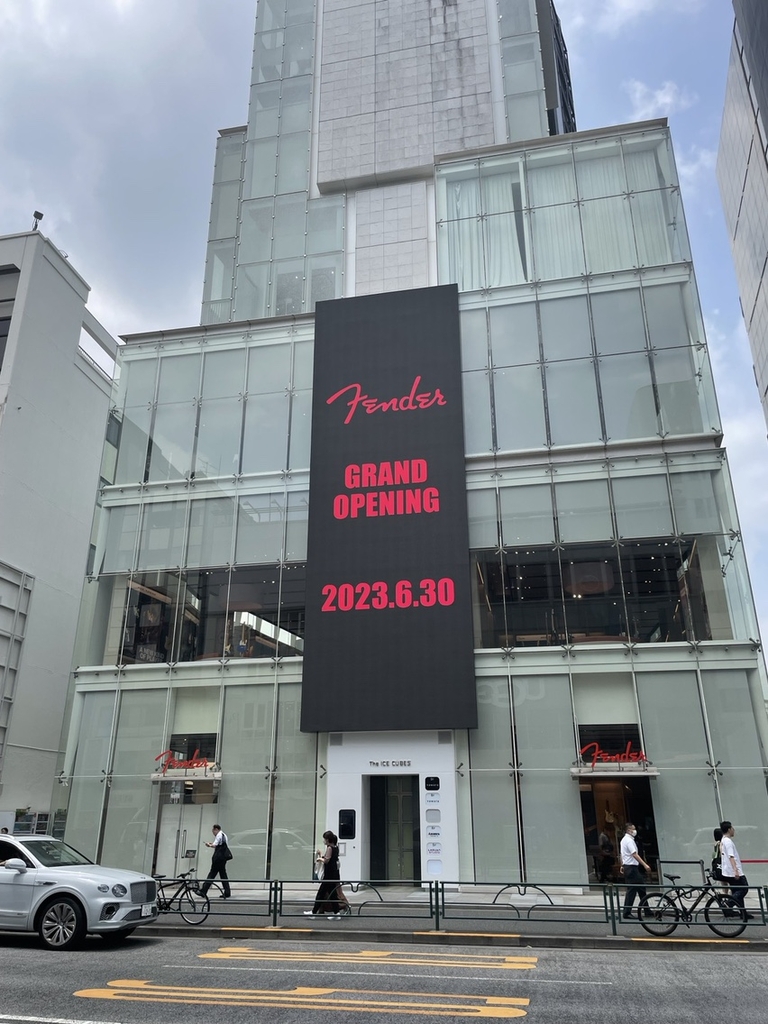 Fender
GRAND
OPENING
2023.6.30
Fender
Fender
The ICE CUBES